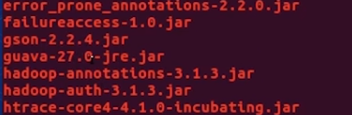 error_prone_annotations-2.2.0.jar
failureaccess-1.0.jar
gson-2.2.4.jar
guava-27.0-jre.jar
hadoop-annotations-3.1.3.jar
hadoop-auth-3.1.3.jar
htrace-core4-4.1.0-incubating.jar